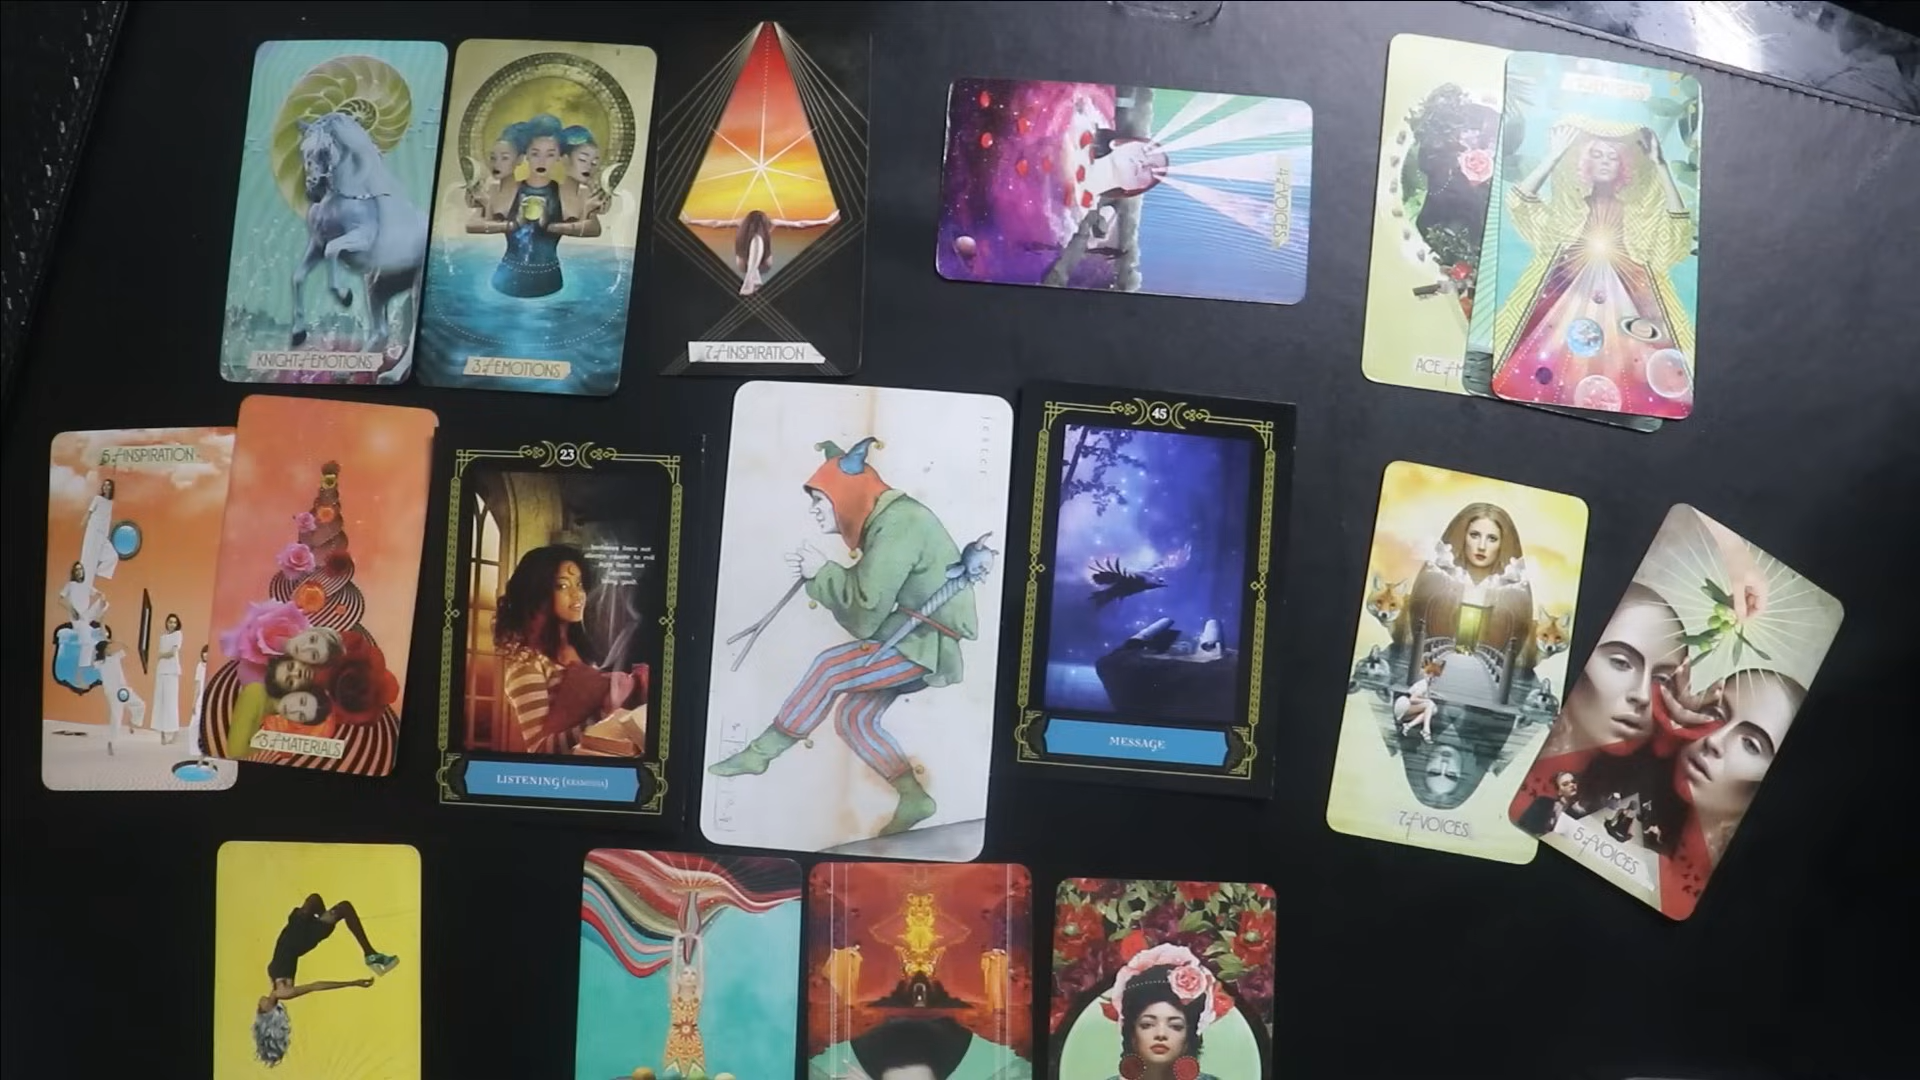 KNIGHT of EMOTIONS
3 of EMOTIONS
7 of INSPIRATION
4 of VOICES
ACE of M
5 of INSPIRATION
3 of MATERIALS
23
LISTENING
JESTER
45
MESSAGE
7 of VOICES
5 of VOICES